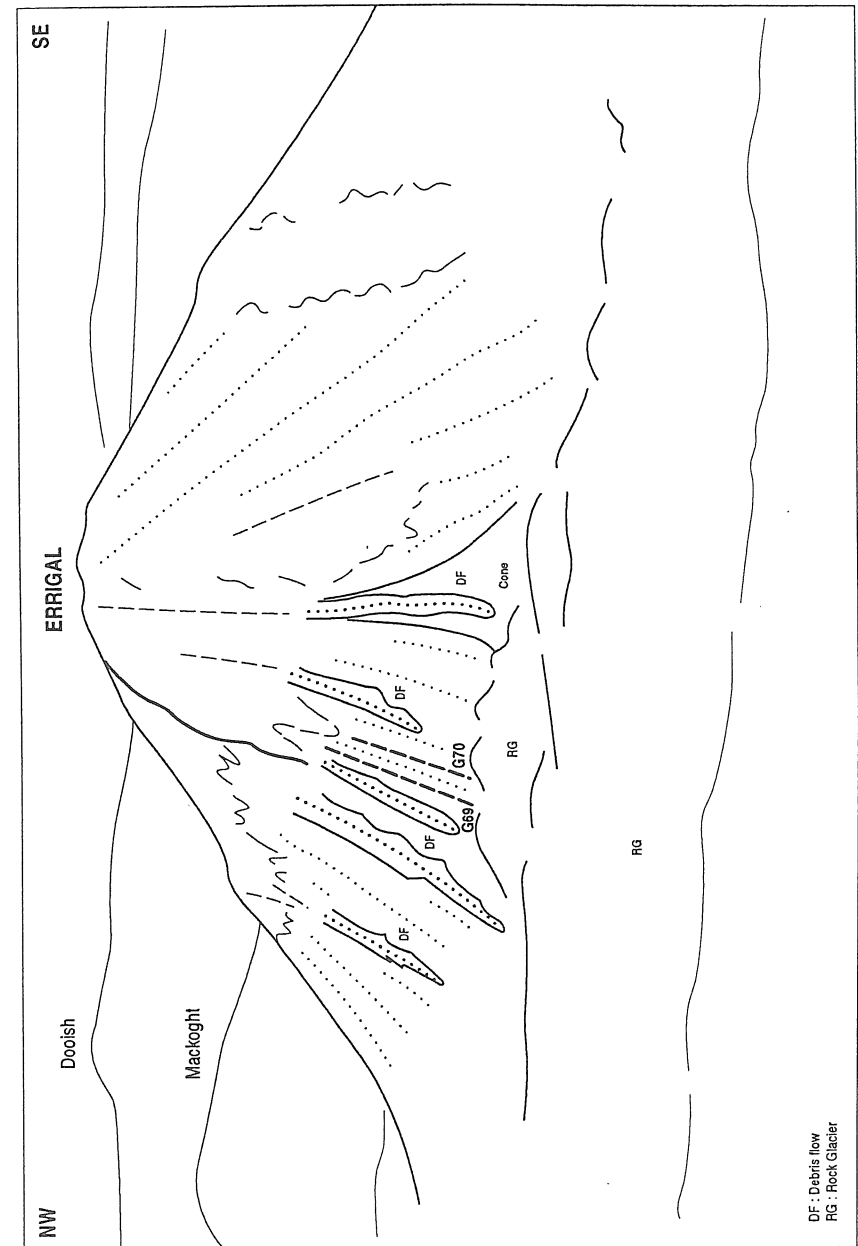 NW
ERRIGAL
SE
Dooish
Mackoght
DF
DF
DF
DF
Cone
G69
G70
RG
RG
DF : Debris flow
RG : Rock Glacier